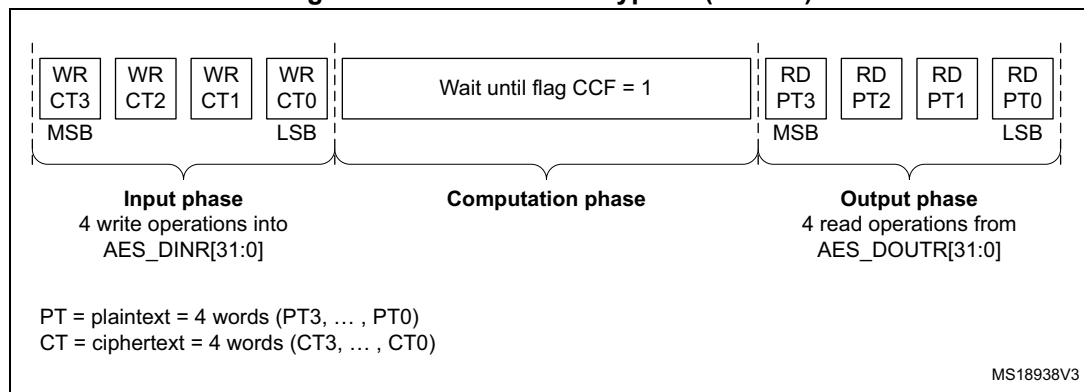 WR CT3
WR CT2
WR CT1
WR CT0
Wait until flag CCF = 1
RD PT3
RD PT2
RD PT1
RD PT0
MSB
LSB
MSB
LSB
Input phase
4 write operations into
AES_DINR[31:0]
Computation phase
Output phase
4 read operations from
AES_DOUTR[31:0]
PT = plaintext = 4 words (PT3, … , PT0)
CT = ciphertext = 4 words (CT3, … , CT0)
MS18938V3